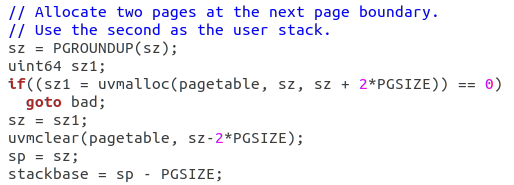 // Allocate two pages at the next page boundary.
// Use the second as the user stack.
sz = PGROUNDUP(sz);
uint64 sz1;
if((sz1 = uvmalloc(pagetable, sz, sz + 2*PGSIZE)) == 0)
  goto bad;
sz = sz1;
uvmclear(pagetable, sz-2*PGSIZE);
sp = sz;
stackbase = sp - PGSIZE;